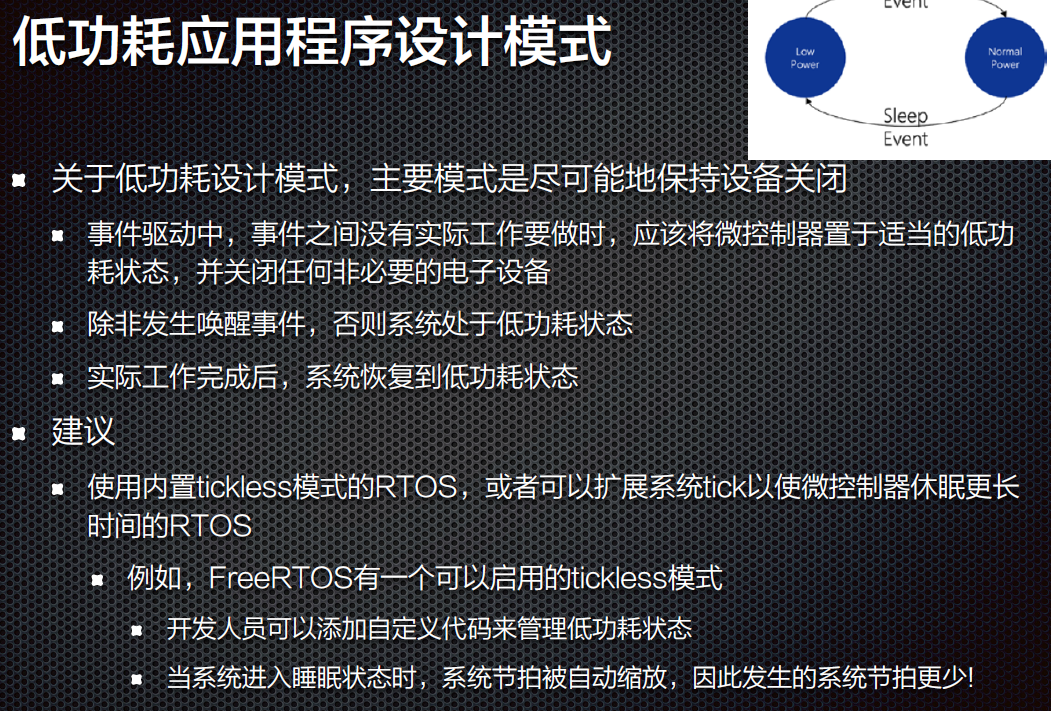 低功耗应用程序设计模式
Event
Low
Power
Normal
Power
Sleep
Event
关于低功耗设计模式，主要模式是尽可能地保持设备关闭
事件驱动中，事件之间没有实际工作要做时，应该将微控制器置于适当的低功
耗状态，并关闭任何非必要的电子设备
除非发生唤醒事件，否则系统处于低功耗状态
实际工作完成后，系统恢复到低功耗状态
建议
使用内置tickless模式的RTOS，或者可以扩展系统tick以使微控制器休眠更长
时间的RTOS
例如，FreeRTOS有一个可以启用的tickless模式
开发人员可以添加自定义代码来管理低功耗状态
当系统进入睡眠状态时，系统节拍被自动缩放，因此发生的系统节拍更少!